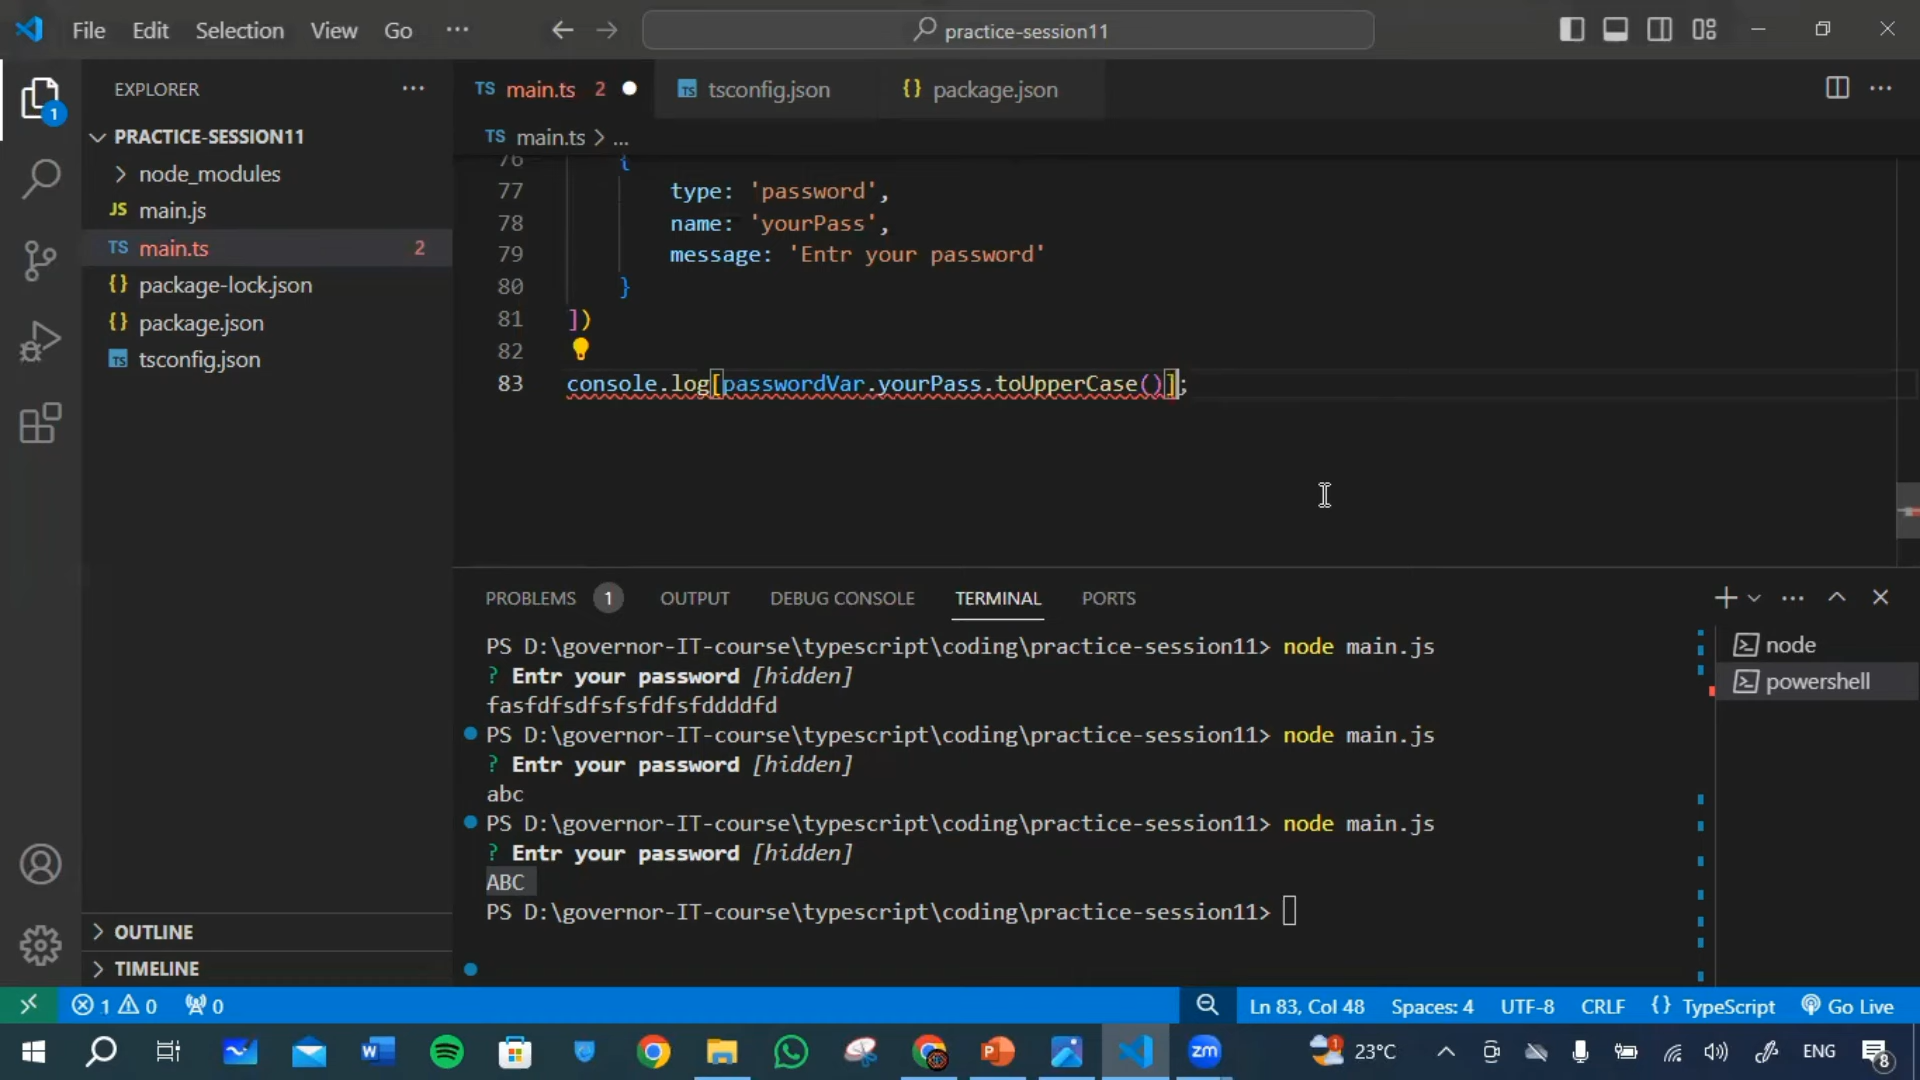 File Edit Selection View Go ··· practice-session11
EXPLORER ···
TS main.ts 2 TS tsconfig.json {} package.json
TS main.ts > ...
PRACTICE-SESSION11
node_modules
JS main.js
TS main.ts 2
{} package-lock.json
{} package.json
TS tsconfig.json
1
76 {
77 type: 'password',
78 name: 'yourPass',
79 message: 'Entr your password'
80 }
81 ])
82
83 console.log[passwordVar.yourPass.toUpperCase()];
PROBLEMS 1 OUTPUT DEBUG CONSOLE TERMINAL PORTS
PS D:\governor-IT-course\typescript\coding\practice-session11> node main.js
? Entr your password [hidden]
fasfdfsdfsfsfdfsfddddfd
PS D:\governor-IT-course\typescript\coding\practice-session11> node main.js
? Entr your password [hidden]
abc
PS D:\governor-IT-course\typescript\coding\practice-session11> node main.js
? Entr your password [hidden]
ABC
PS D:\governor-IT-course\typescript\coding\practice-session11>
node
powershell
OUTLINE
TIMELINE
1 0 0 Ln 83, Col 48 Spaces: 4 UTF-8 CRLF {} TypeScript Go Live
W P zm 1 23°C ENG 8